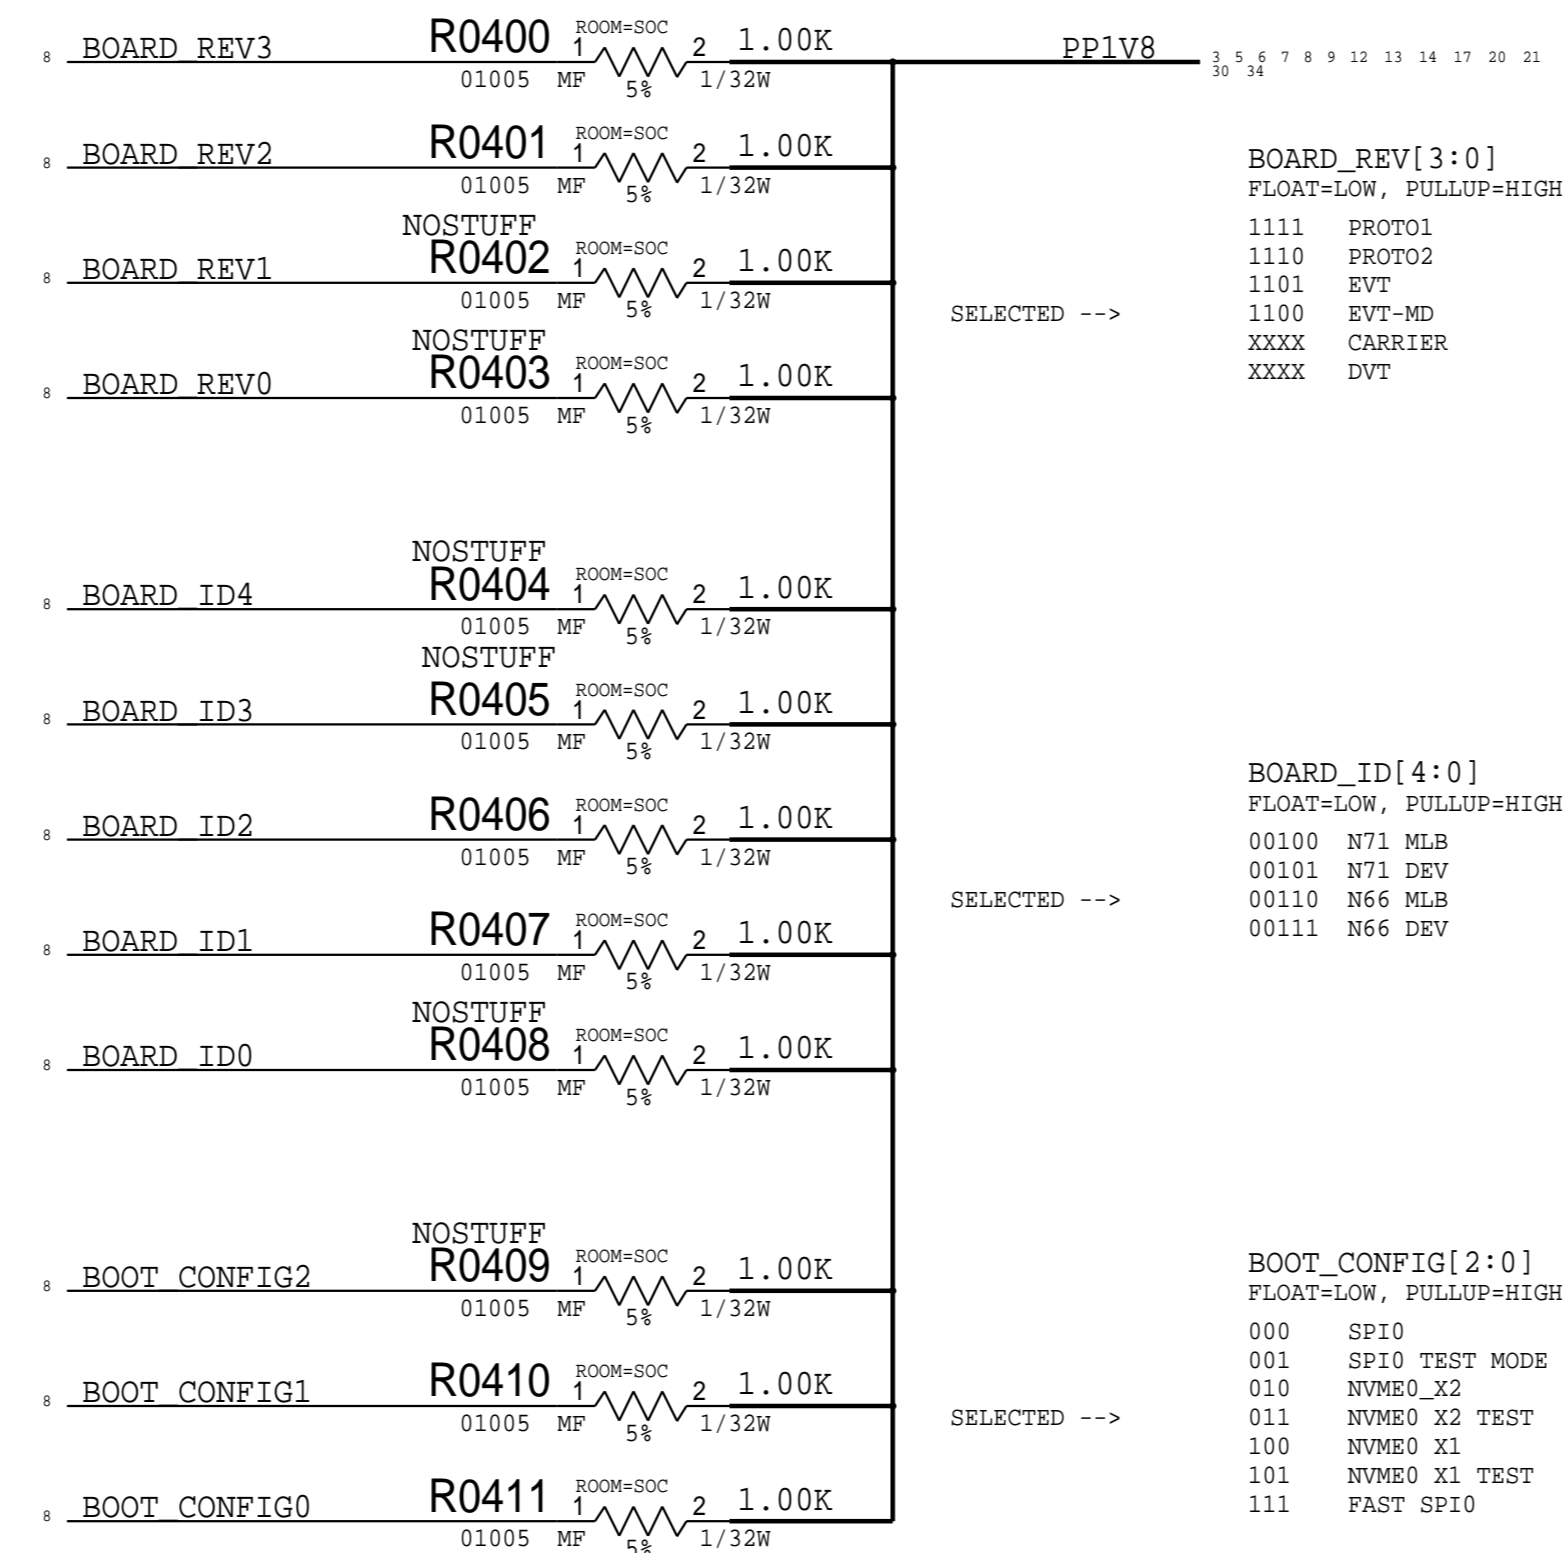 R0400 ROOM=SOC
8 BOARD_REV3 1 2 1.00K PP1V8 3 5 6 7 8 9 12 13 14 17 20 21
01005 MF 5% 1/32W 30 34
R0401 ROOM=SOC
8 BOARD_REV2 1 2 1.00K
01005 MF 5% 1/32W
NOSTUFF
R0402 ROOM=SOC
8 BOARD_REV1 1 2 1.00K
01005 MF 5% 1/32W
NOSTUFF
R0403 ROOM=SOC
8 BOARD_REV0 1 2 1.00K
01005 MF 5% 1/32W
BOARD_REV[3:0]
FLOAT=LOW, PULLUP=HIGH
1111 PROTO1
1110 PROTO2
1101 EVT
SELECTED --> 1100 EVT-MD
XXXX CARRIER
XXXX DVT
NOSTUFF
R0404 ROOM=SOC
8 BOARD_ID4 1 2 1.00K
01005 MF 5% 1/32W
NOSTUFF
R0405 ROOM=SOC
8 BOARD_ID3 1 2 1.00K
01005 MF 5% 1/32W
R0406 ROOM=SOC
8 BOARD_ID2 1 2 1.00K
01005 MF 5% 1/32W
R0407 ROOM=SOC
8 BOARD_ID1 1 2 1.00K
01005 MF 5% 1/32W
NOSTUFF
R0408 ROOM=SOC
8 BOARD_ID0 1 2 1.00K
01005 MF 5% 1/32W
BOARD_ID[4:0]
FLOAT=LOW, PULLUP=HIGH
00100 N71 MLB
00101 N71 DEV
SELECTED --> 00110 N66 MLB
00111 N66 DEV
NOSTUFF
R0409 ROOM=SOC
8 BOOT_CONFIG2 1 2 1.00K
01005 MF 5% 1/32W
R0410 ROOM=SOC
8 BOOT_CONFIG1 1 2 1.00K
01005 MF 5% 1/32W
R0411 ROOM=SOC
8 BOOT_CONFIG0 1 2 1.00K
01005 MF 5% 1/32W
BOOT_CONFIG[2:0]
FLOAT=LOW, PULLUP=HIGH
000 SPI0
001 SPI0 TEST MODE
010 NVME0_X2
SELECTED --> 011 NVME0 X2 TEST
100 NVME0 X1
101 NVME0 X1 TEST
111 FAST SPI0